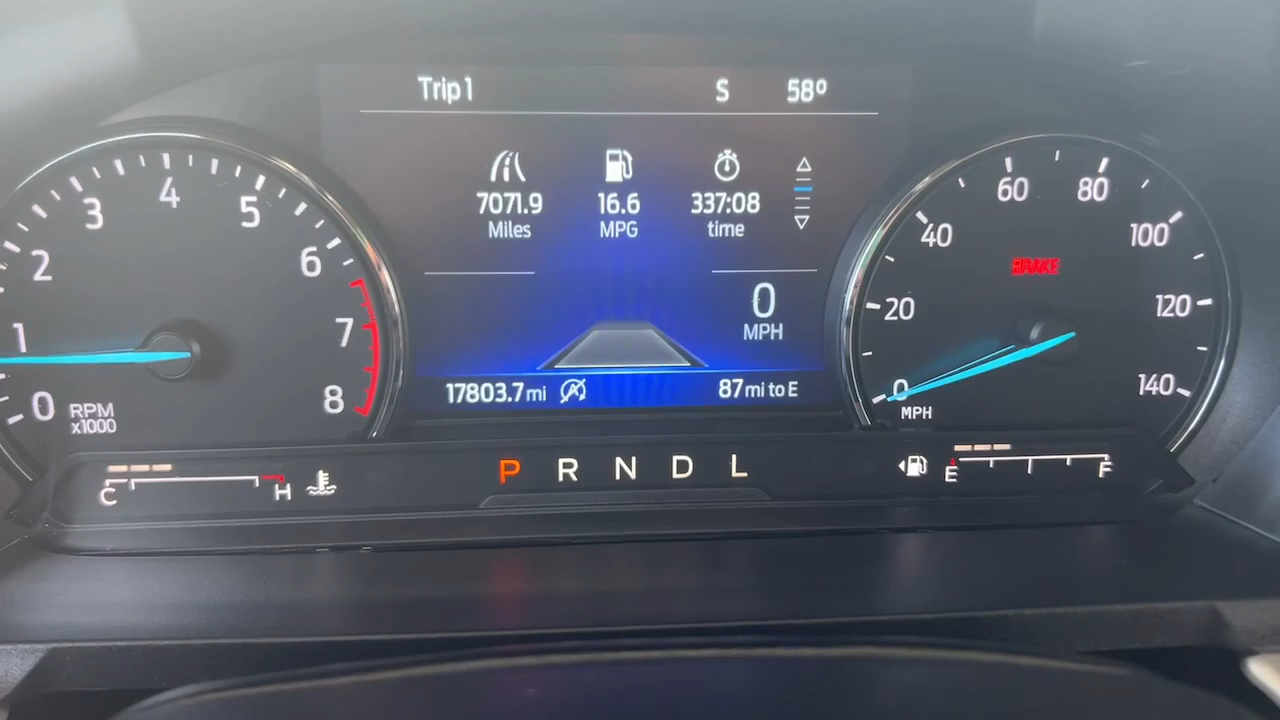 Trip 1 S 58°
7071.9 16.6 337:08
Miles MPG time
0
MPH
17803.7 mi A 87 mi to E
0 1 2 3 4 5 6 7 8
RPM
x1000
0 20 40 60 80 100 120 140
BRAKE
MPH
C H
P R N D L
E F